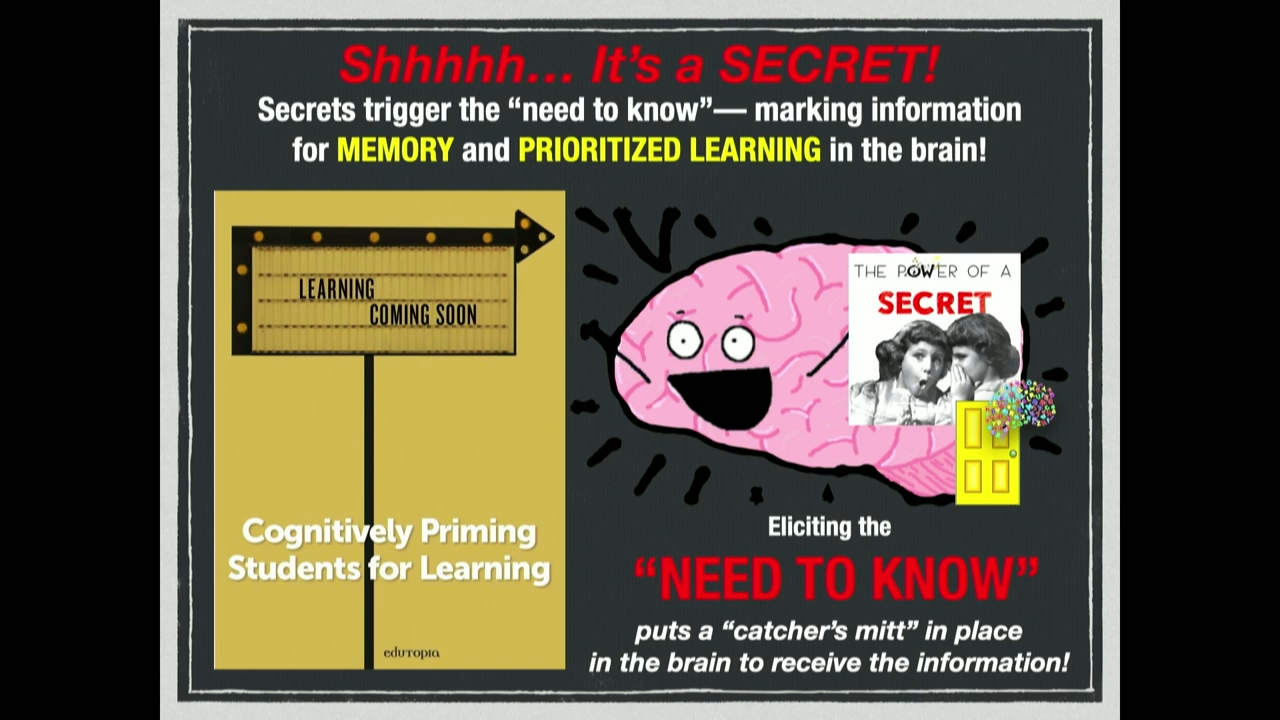 Shhhhh... It's a SECRET!
Secrets trigger the “need to know”— marking information
for MEMORY and PRIORITIZED LEARNING in the brain!
LEARNING
COMING SOON
Cognitively Priming
Students for Learning
edutopia
THE POWER OF A
SECRET
Eliciting the
“NEED TO KNOW”
puts a “catcher’s mitt” in place
in the brain to receive the information!